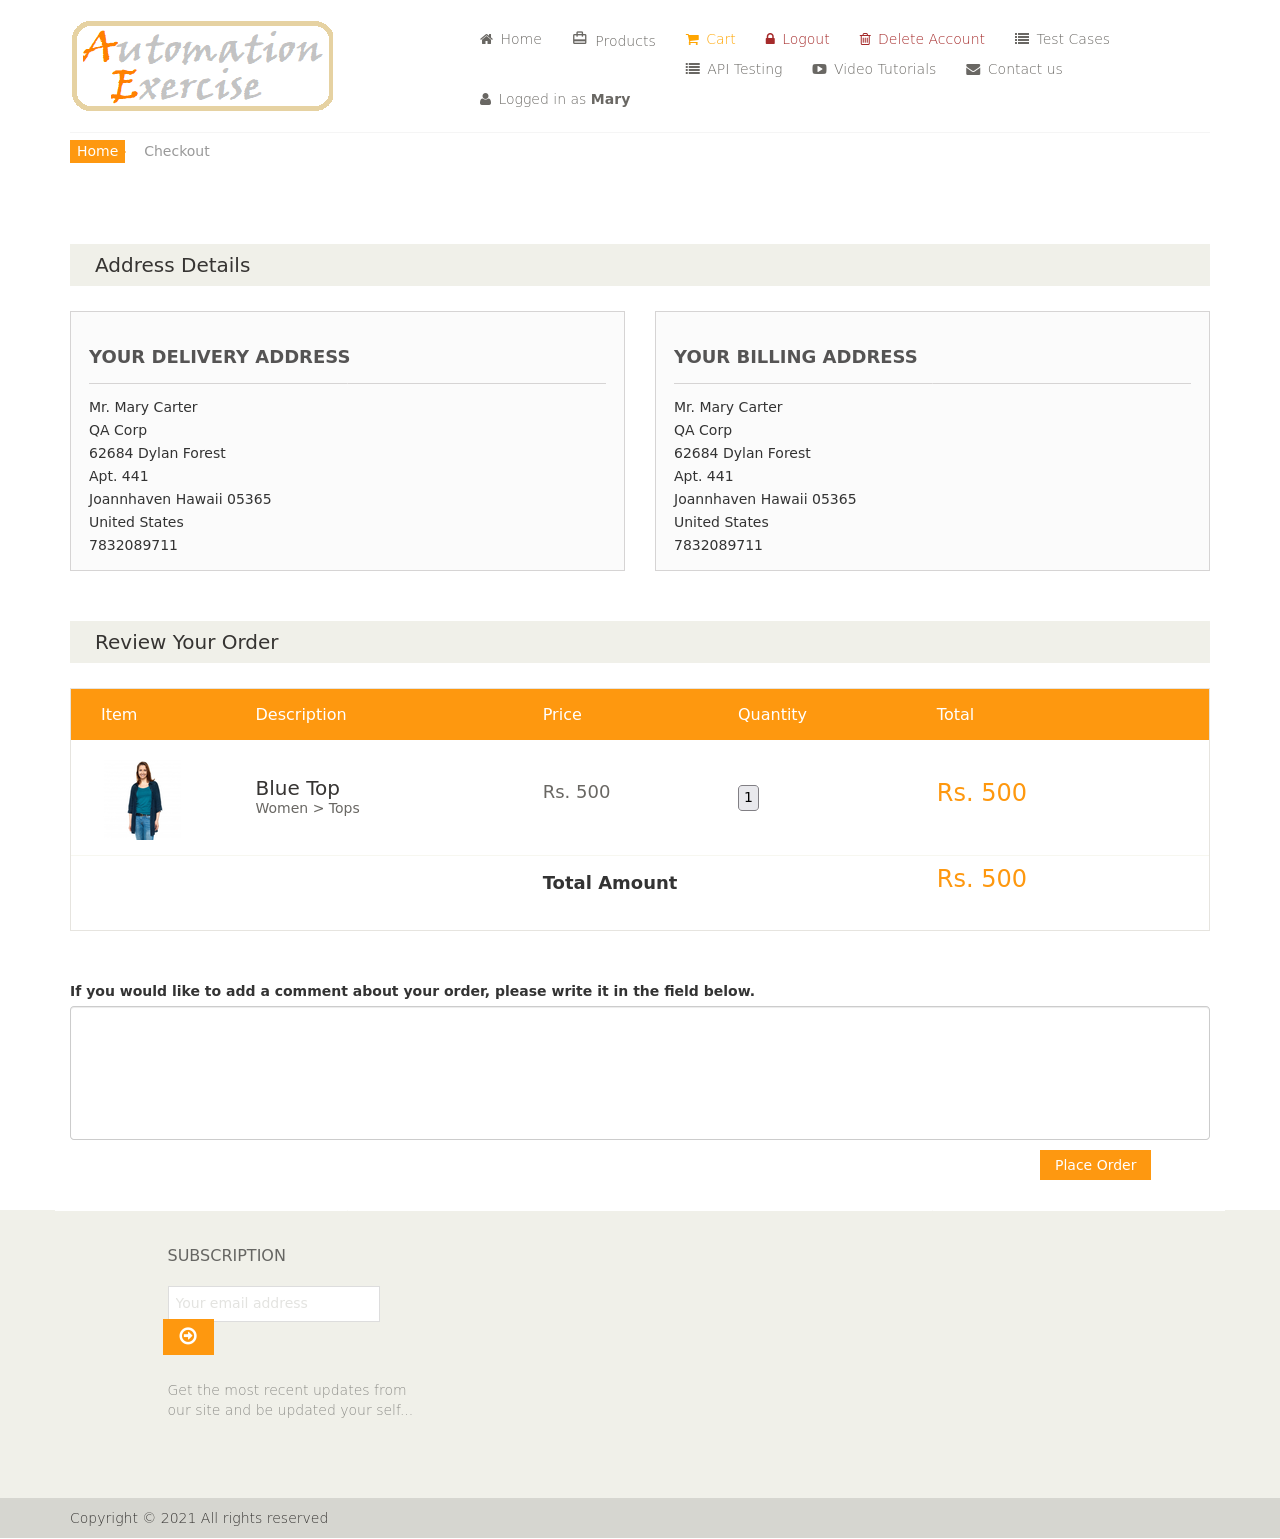 Automation
Exercise
Home
Products
Cart
Logout
Delete Account
Test Cases
API Testing
Video Tutorials
Contact us
Logged in as Mary
Home
Checkout
Address Details
YOUR DELIVERY ADDRESS
Mr. Mary Carter
QA Corp
62684 Dylan Forest
Apt. 441
Joannhaven Hawaii 05365
United States
7832089711
YOUR BILLING ADDRESS
Mr. Mary Carter
QA Corp
62684 Dylan Forest
Apt. 441
Joannhaven Hawaii 05365
United States
7832089711
Review Your Order
Item Description Price Quantity Total
Blue Top
Women > Tops
Rs. 500
1
Rs. 500
Total Amount
Rs. 500
If you would like to add a comment about your order, please write it in the field below.
Place Order
SUBSCRIPTION
Your email address
Get the most recent updates from
our site and be updated your self...
Copyright © 2021 All rights reserved